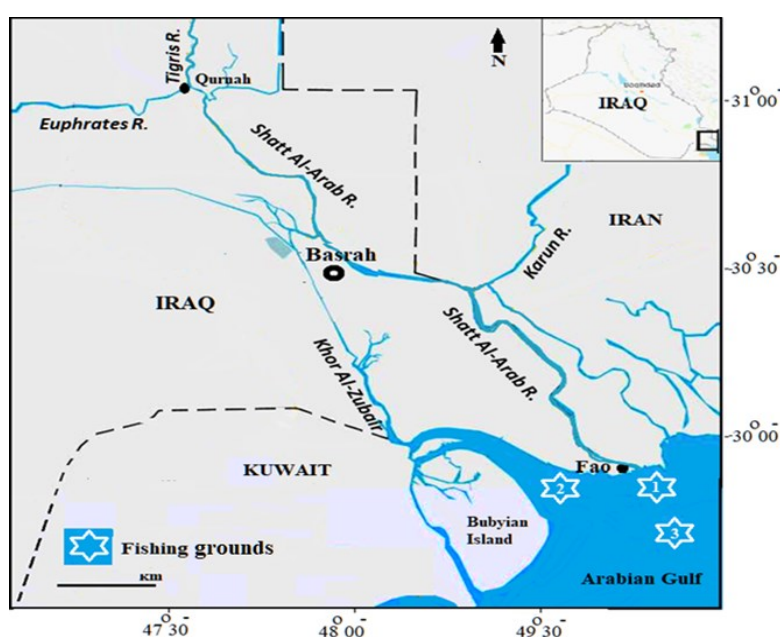 Tigris R.
Qurnah
N
IRAQ
31°00'
Euphrates R.
Shatt Al-Arab R.
IRAN
Karun R.
Basrah
30°30'
IRAQ
Shatt Al-Arab R.
Khor Al-Zubair
30°00'
Fao
KUWAIT
2
1
Bubyian
Island
3
Fishing grounds
KM
Arabian Gulf
47°30'
48°00'
49°30'